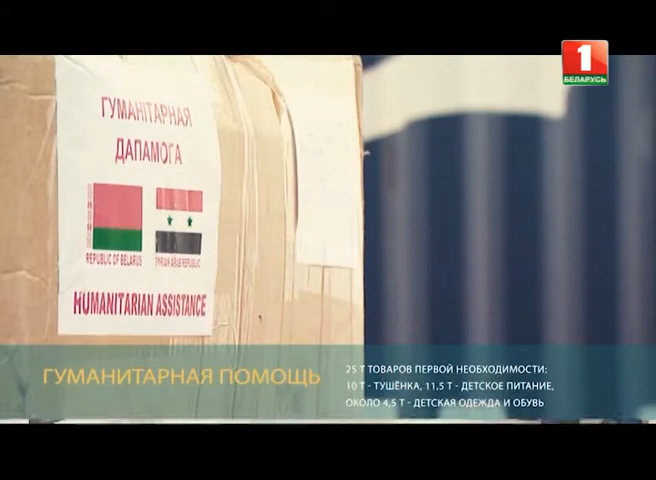 1
БЕЛАРУСЬ
ГУМАНІТАРНАЯ
ДАПАМОГА
REPUBLIC OF BELARUS
SYRIAN ARAB REPUBLIC
HUMANITARIAN ASSISTANCE
ГУМАНИТАРНАЯ ПОМОЩЬ
25 Т ТОВАРОВ ПЕРВОЙ НЕОБХОДИМОСТИ:
10 Т - ТУШЁНКА, 11,5 Т - ДЕТСКОЕ ПИТАНИЕ,
ОКОЛО 4,5 Т - ДЕТСКАЯ ОДЕЖДА И ОБУВЬ